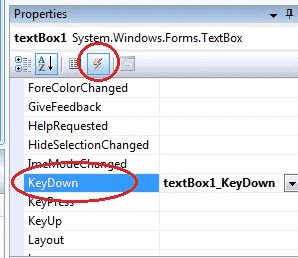 Properties
textBox1 System.Windows.Forms.TextBox
ForeColorChanged
GiveFeedback
HelpRequested
HideSelectionChanged
ImeModeChanged
KeyDown textBox1_KeyDown
KeyPress
KeyUp
Layout